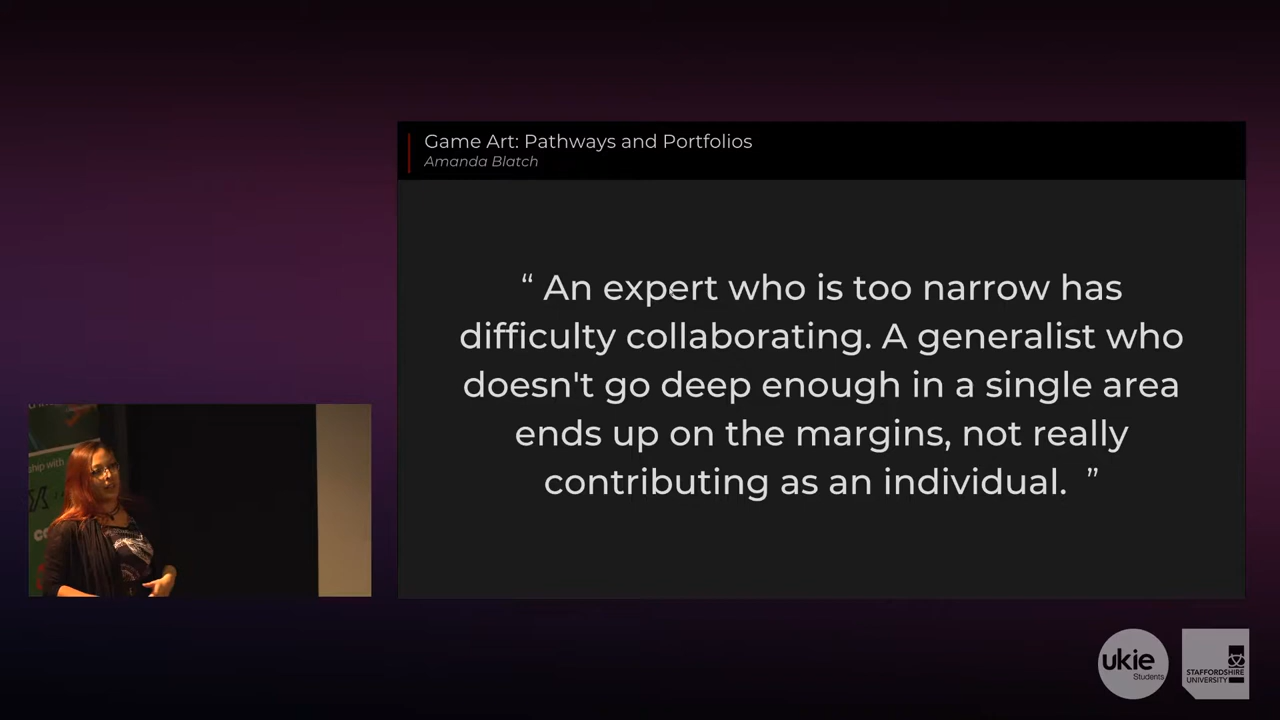 Game Art: Pathways and Portfolios
Amanda Blatch
“ An expert who is too narrow has
difficulty collaborating. A generalist who
doesn't go deep enough in a single area
ends up on the margins, not really
contributing as an individual. ”
ship with
ukie
Students
STAFFORDSHIRE
UNIVERSITY